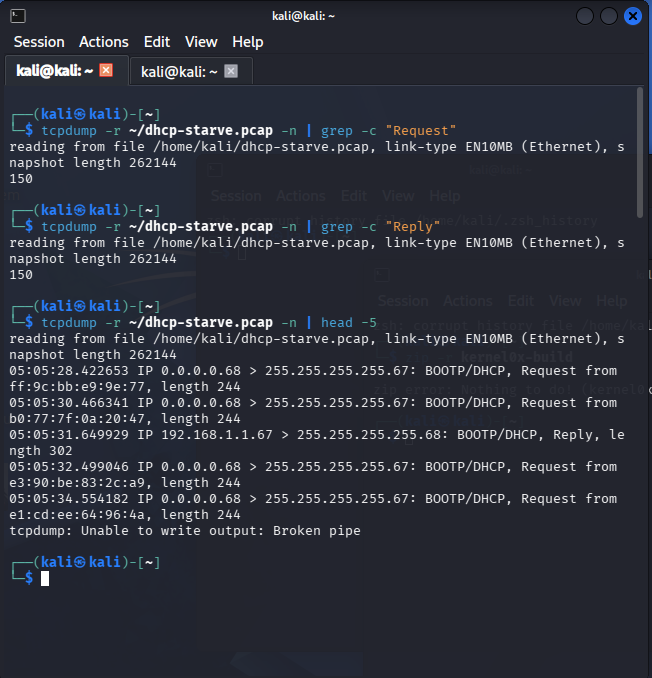 kali@kali: ~
Session Actions Edit View Help
kali@kali: ~ kali@kali: ~
┌──(kali㉿kali)-[~]
└─$ tcpdump -r ~/dhcp-starve.pcap -n | grep -c "Request"
reading from file /home/kali/dhcp-starve.pcap, link-type EN10MB (Ethernet), s
napshot length 262144
150
┌──(kali㉿kali)-[~]
└─$ tcpdump -r ~/dhcp-starve.pcap -n | grep -c "Reply"
reading from file /home/kali/dhcp-starve.pcap, link-type EN10MB (Ethernet), s
napshot length 262144
150
┌──(kali㉿kali)-[~]
└─$ tcpdump -r ~/dhcp-starve.pcap -n | head -5
reading from file /home/kali/dhcp-starve.pcap, link-type EN10MB (Ethernet), s
napshot length 262144
05:05:28.422653 IP 0.0.0.0.68 > 255.255.255.255.67: BOOTP/DHCP, Request from
ff:9c:bb:e9:9e:77, length 244
05:05:30.466341 IP 0.0.0.0.68 > 255.255.255.255.67: BOOTP/DHCP, Request from
b0:77:7f:0a:20:47, length 244
05:05:31.649929 IP 192.168.1.1.67 > 255.255.255.255.68: BOOTP/DHCP, Reply, le
ngth 302
05:05:32.499046 IP 0.0.0.0.68 > 255.255.255.255.67: BOOTP/DHCP, Request from
e3:90:be:83:2c:a9, length 244
05:05:34.554182 IP 0.0.0.0.68 > 255.255.255.255.67: BOOTP/DHCP, Request from
e1:cd:ee:64:96:4a, length 244
tcpdump: Unable to write output: Broken pipe
┌──(kali㉿kali)-[~]
└─$